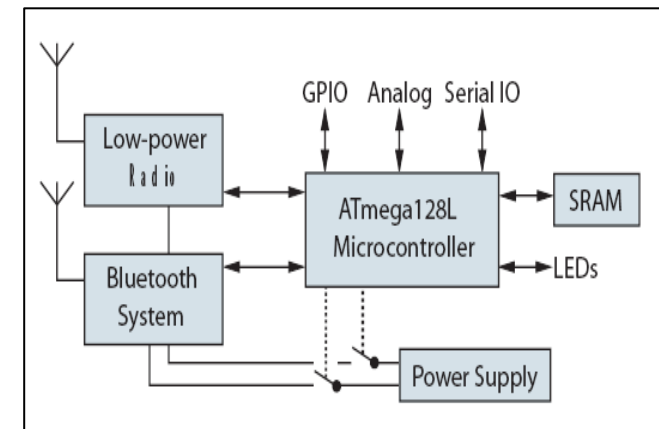 GPIO Analog Serial IO
Low-power
Radio
ATmega128L
Microcontroller
SRAM
Bluetooth
System
LEDs
Power Supply